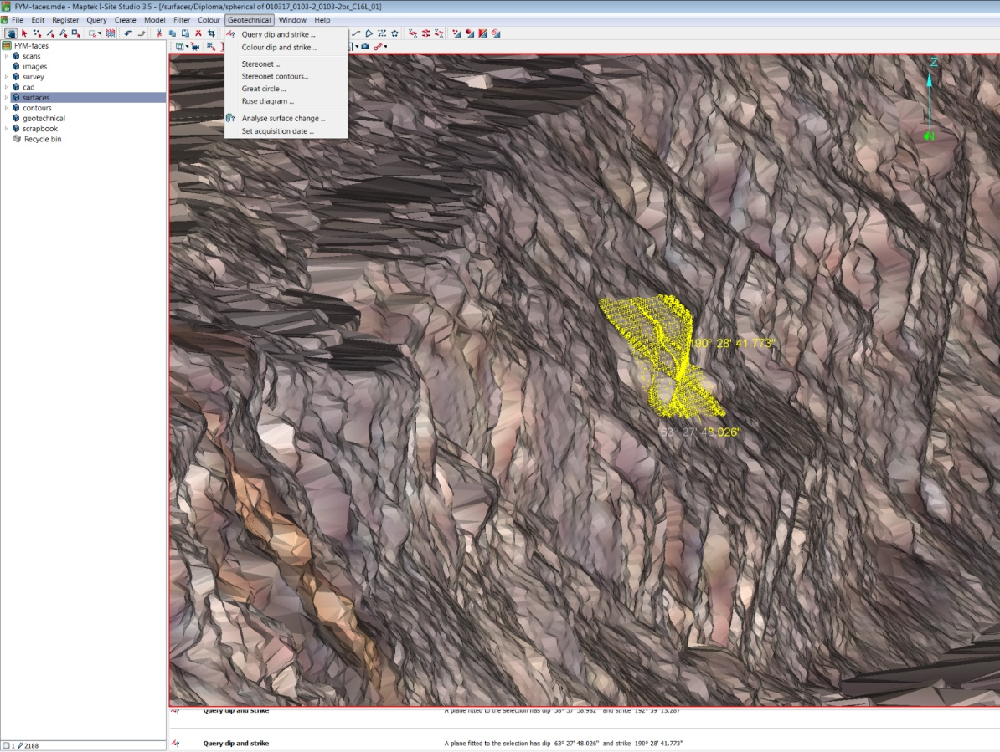 FYM-faces.mde - Maptek I-Site Studio 3.5 - [/surfaces/Diploma/spherical of 010317_0103-2_0103-2bs_C16L_01]
File Edit Register Query Create Model Filter Colour Geotechnical Window Help
Query dip and strike ...
Colour dip and strike ...
Stereonet ...
Stereonet contours...
Great circle ...
Rose diagram ...
Analyse surface change ...
Set acquisition date ...
FYM-faces
scans
images
survey
cad
surfaces
contours
geotechnical
scrapbook
Recycle bin
Z
N
190° 28' 41.773"
63° 27' 48.026"
Query dip and strike A plane fitted to the selection has dip and strike
Query dip and strike A plane fitted to the selection has dip 63° 27' 48.026" and strike 190° 28' 41.773"
1 2188